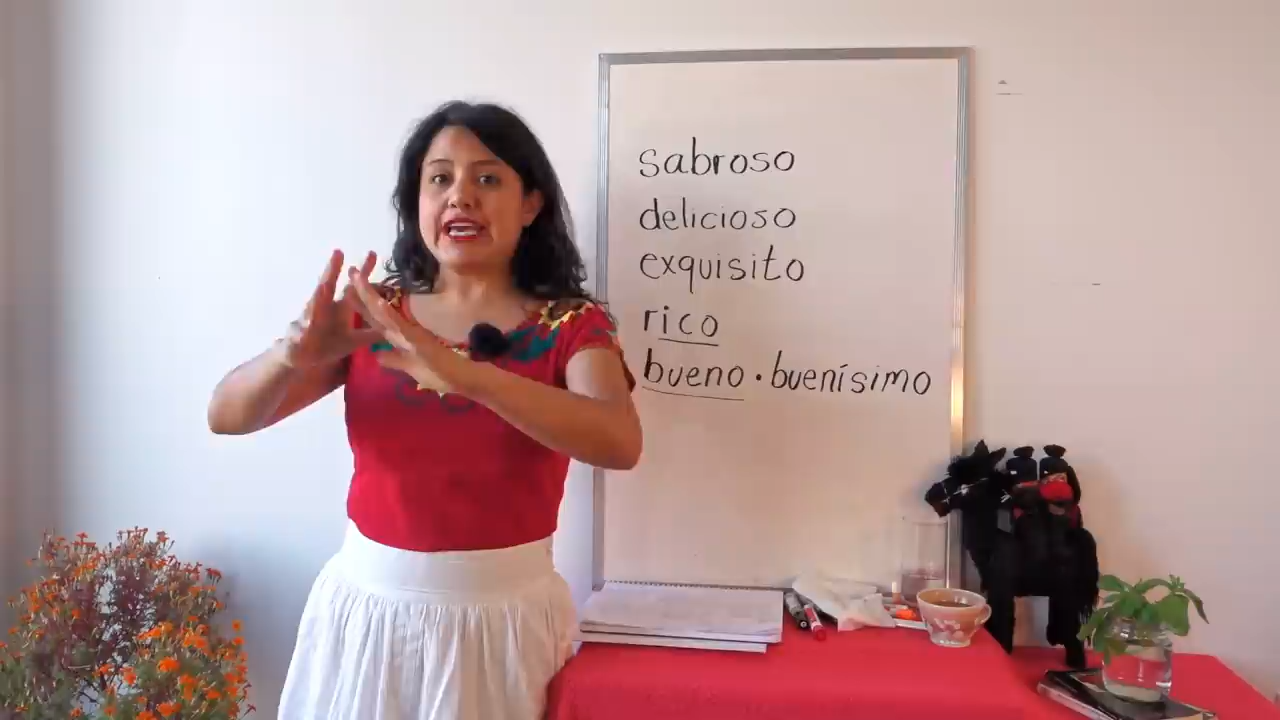 sabroso
delicioso
exquisito
rico
bueno · buenísimo